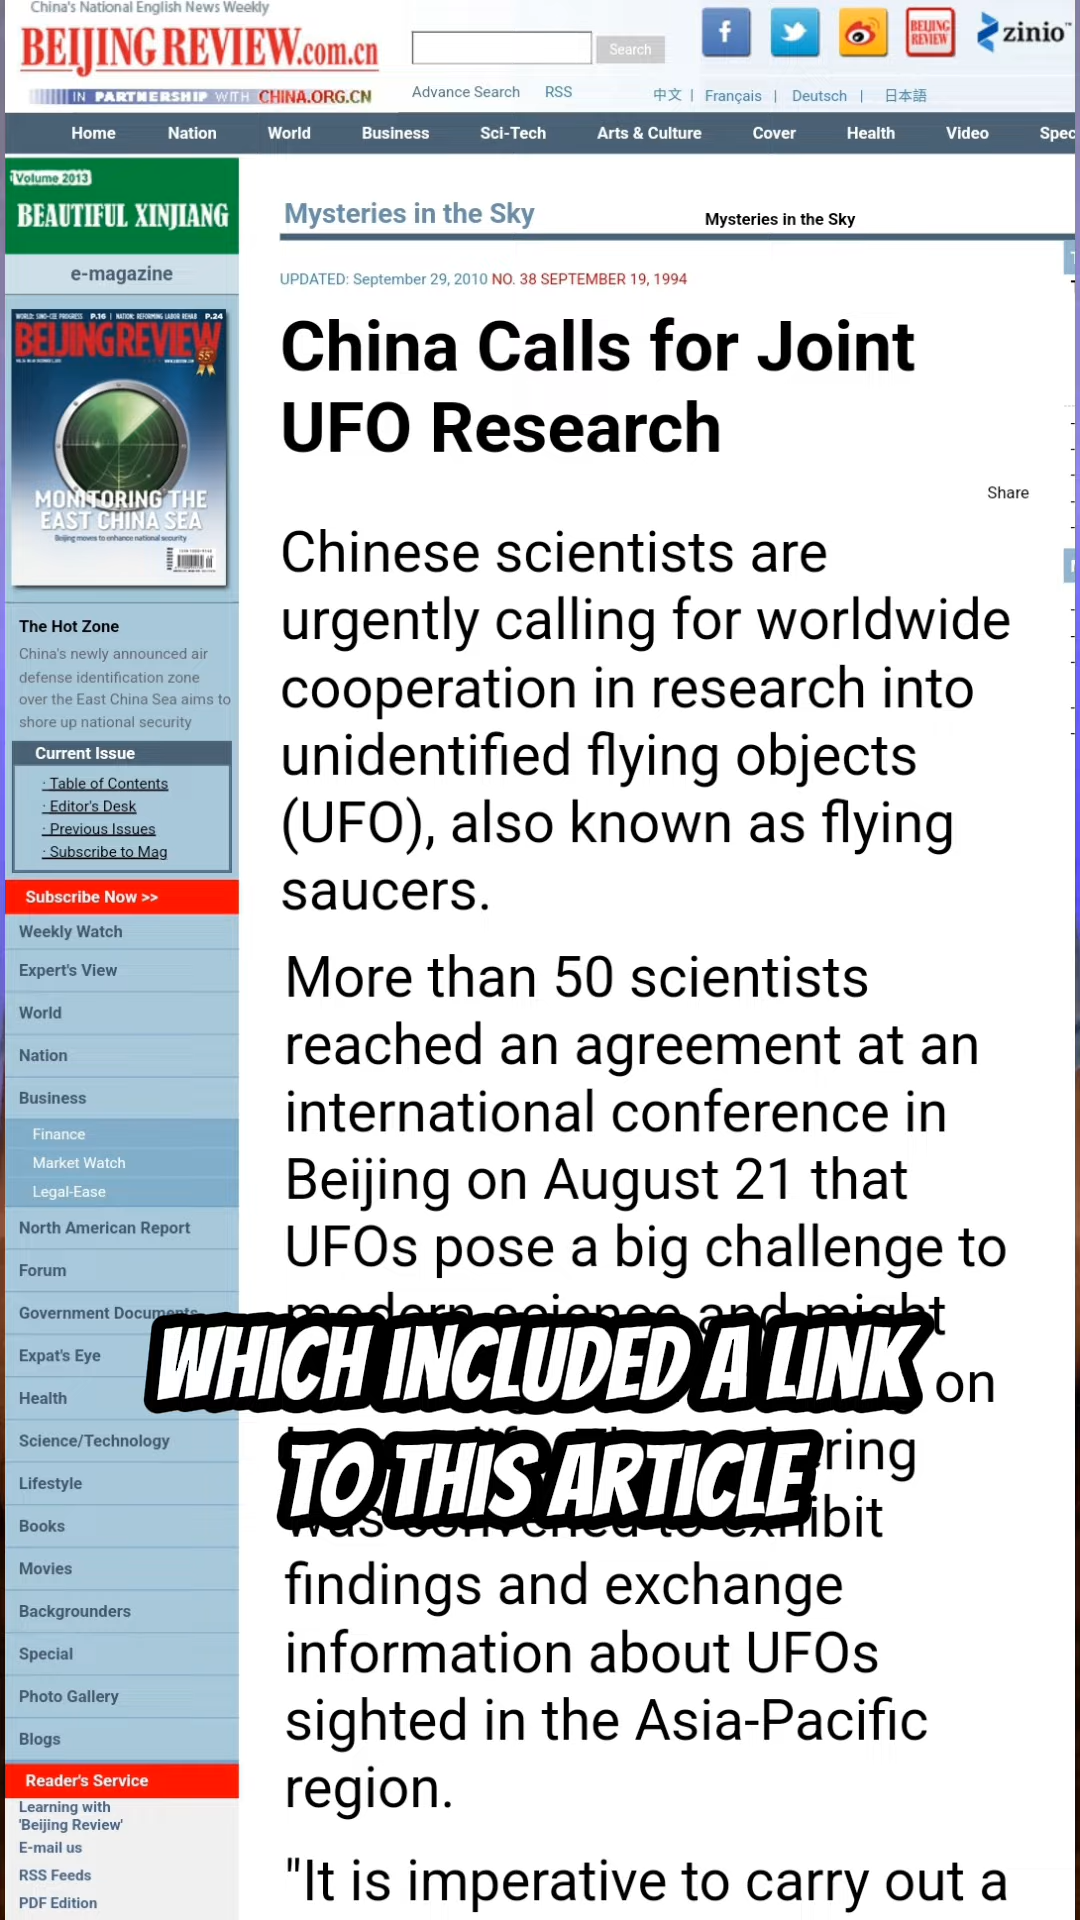 China's National English News Weekly
BEIJING REVIEW.com.cn
IN PARTNERSHIP WITH CHINA.ORG.CN
Search
Advance Search RSS
f
BEIJING REVIEW
zinio™
中文 | Français | Deutsch | 日本語
Home Nation World Business Sci-Tech Arts & Culture Cover Health Video Spec
Volume 2013
BEAUTIFUL XINJIANG
e-magazine
WORLD: SINO-CEE PROGRESS P.16 | NATION: REFORMING LABOR REHAB P.24
BEIJING REVIEW
55
MONITORING THE
EAST CHINA SEA
Beijing moves to enhance national security
The Hot Zone
China's newly announced air
defense identification zone
over the East China Sea aims to
shore up national security
Current Issue
· Table of Contents
· Editor's Desk
· Previous Issues
· Subscribe to Mag
Subscribe Now >>
Weekly Watch
Expert's View
World
Nation
Business
Finance
Market Watch
Legal-Ease
North American Report
Forum
Government Documents
Expat's Eye
Health
Science/Technology
Lifestyle
Books
Movies
Backgrounders
Special
Photo Gallery
Blogs
Reader's Service
Learning with
'Beijing Review'
E-mail us
RSS Feeds
PDF Edition
Mysteries in the Sky Mysteries in the Sky
UPDATED: September 29, 2010 NO. 38 SEPTEMBER 19, 1994
China Calls for Joint
UFO Research
Share
Chinese scientists are
urgently calling for worldwide
cooperation in research into
unidentified flying objects
(UFO), also known as flying
saucers.
More than 50 scientists
reached an agreement at an
international conference in
Beijing on August 21 that
UFOs pose a big challenge to
modern science and might
on
ring
was convened to exhibit
findings and exchange
information about UFOs
sighted in the Asia-Pacific
region.
"It is imperative to carry out a
WHICH INCLUDED A LINK
TO THIS ARTICLE